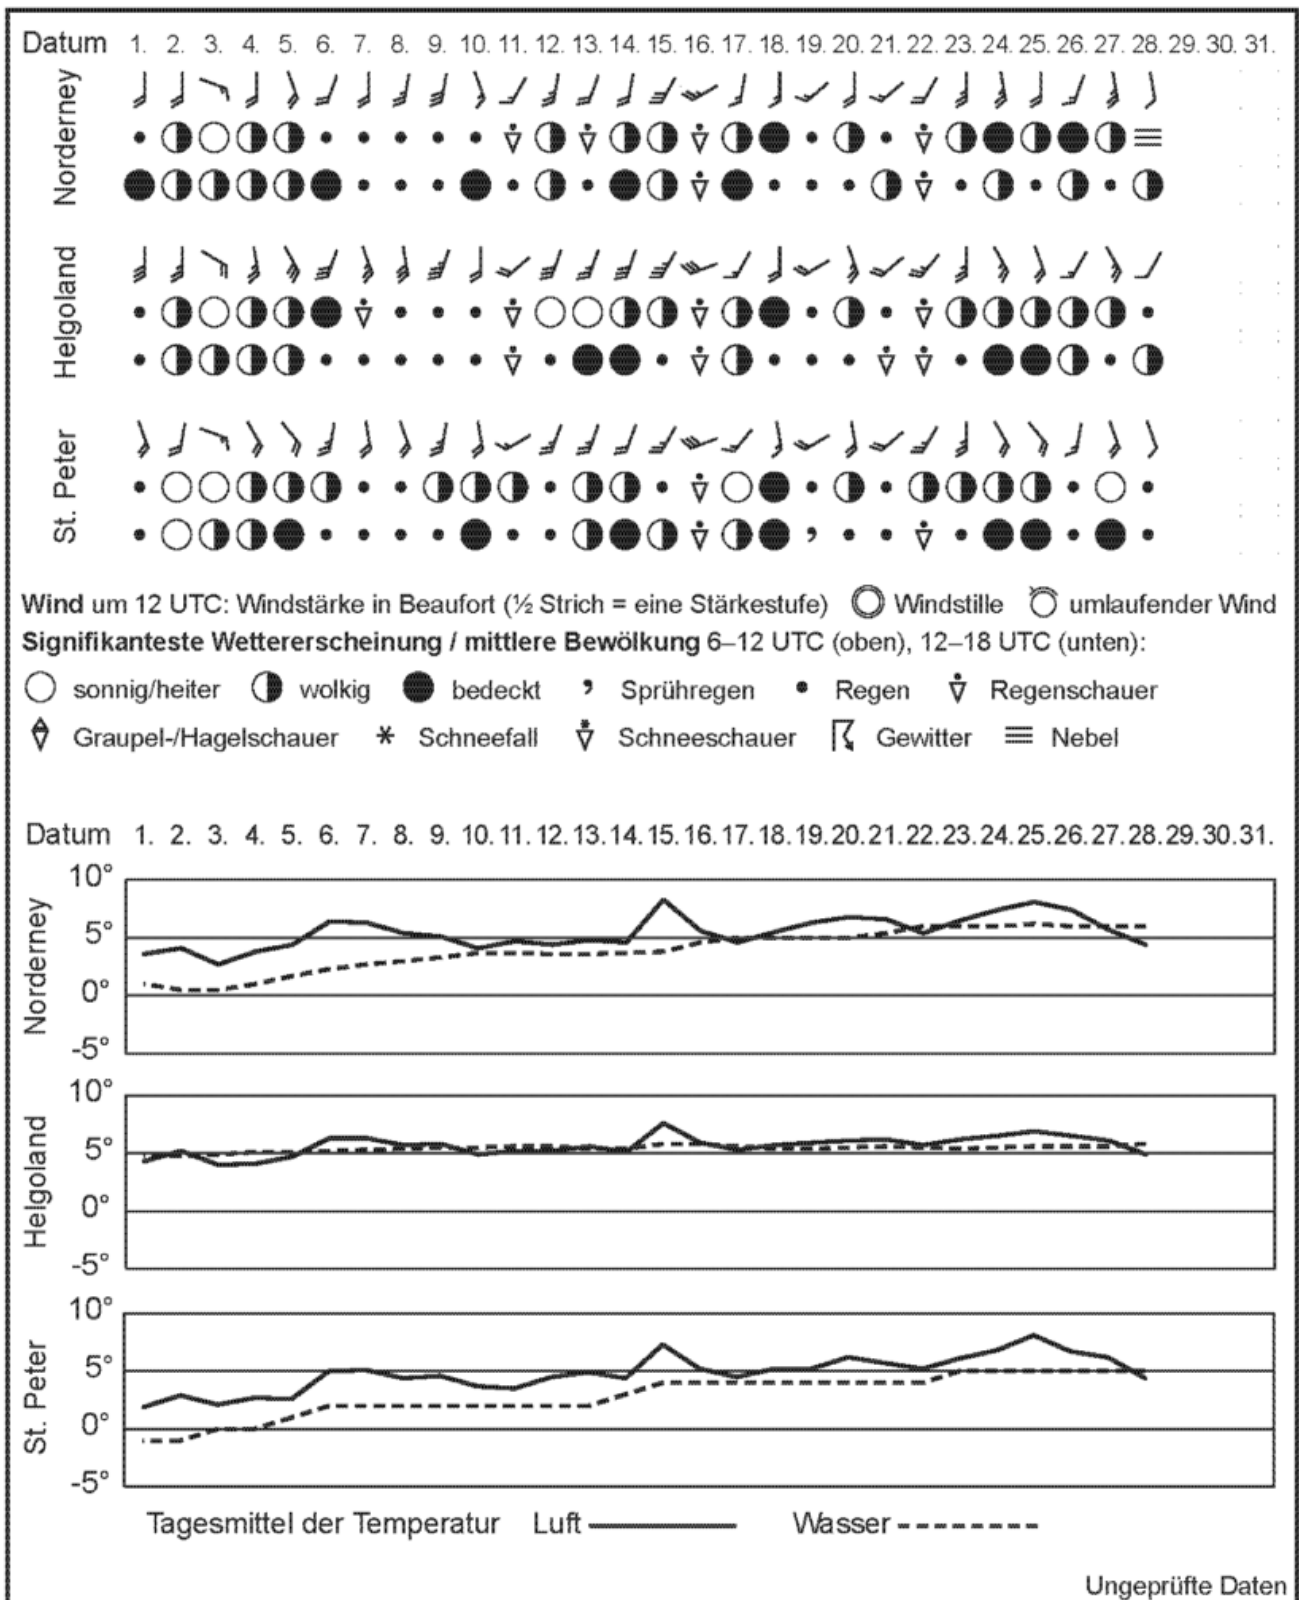 Datum 1. 2. 3. 4. 5. 6. 7. 8. 9. 10. 11. 12. 13. 14. 15. 16. 17. 18. 19. 20. 21. 22. 23. 24. 25. 26. 27. 28. 29. 30. 31.
Norderney
Helgoland
St. Peter
Wind um 12 UTC: Windstärke in Beaufort (½ Strich = eine Stärkestufe) Windstille umlaufender Wind
Signifikanteste Wettererscheinung / mittlere Bewölkung 6–12 UTC (oben), 12–18 UTC (unten):
sonnig/heiter wolkig bedeckt Sprühregen Regen Regenschauer
Graupel-/Hagelschauer Schneefall Schneeschauer Gewitter Nebel
Datum 1. 2. 3. 4. 5. 6. 7. 8. 9. 10. 11. 12. 13. 14. 15. 16. 17. 18. 19. 20. 21. 22. 23. 24. 25. 26. 27. 28. 29. 30. 31.
Norderney
10°
5°
0°
-5°
Helgoland
10°
5°
0°
-5°
St. Peter
10°
5°
0°
-5°
Tagesmittel der Temperatur Luft Wasser
Ungeprüfte Daten